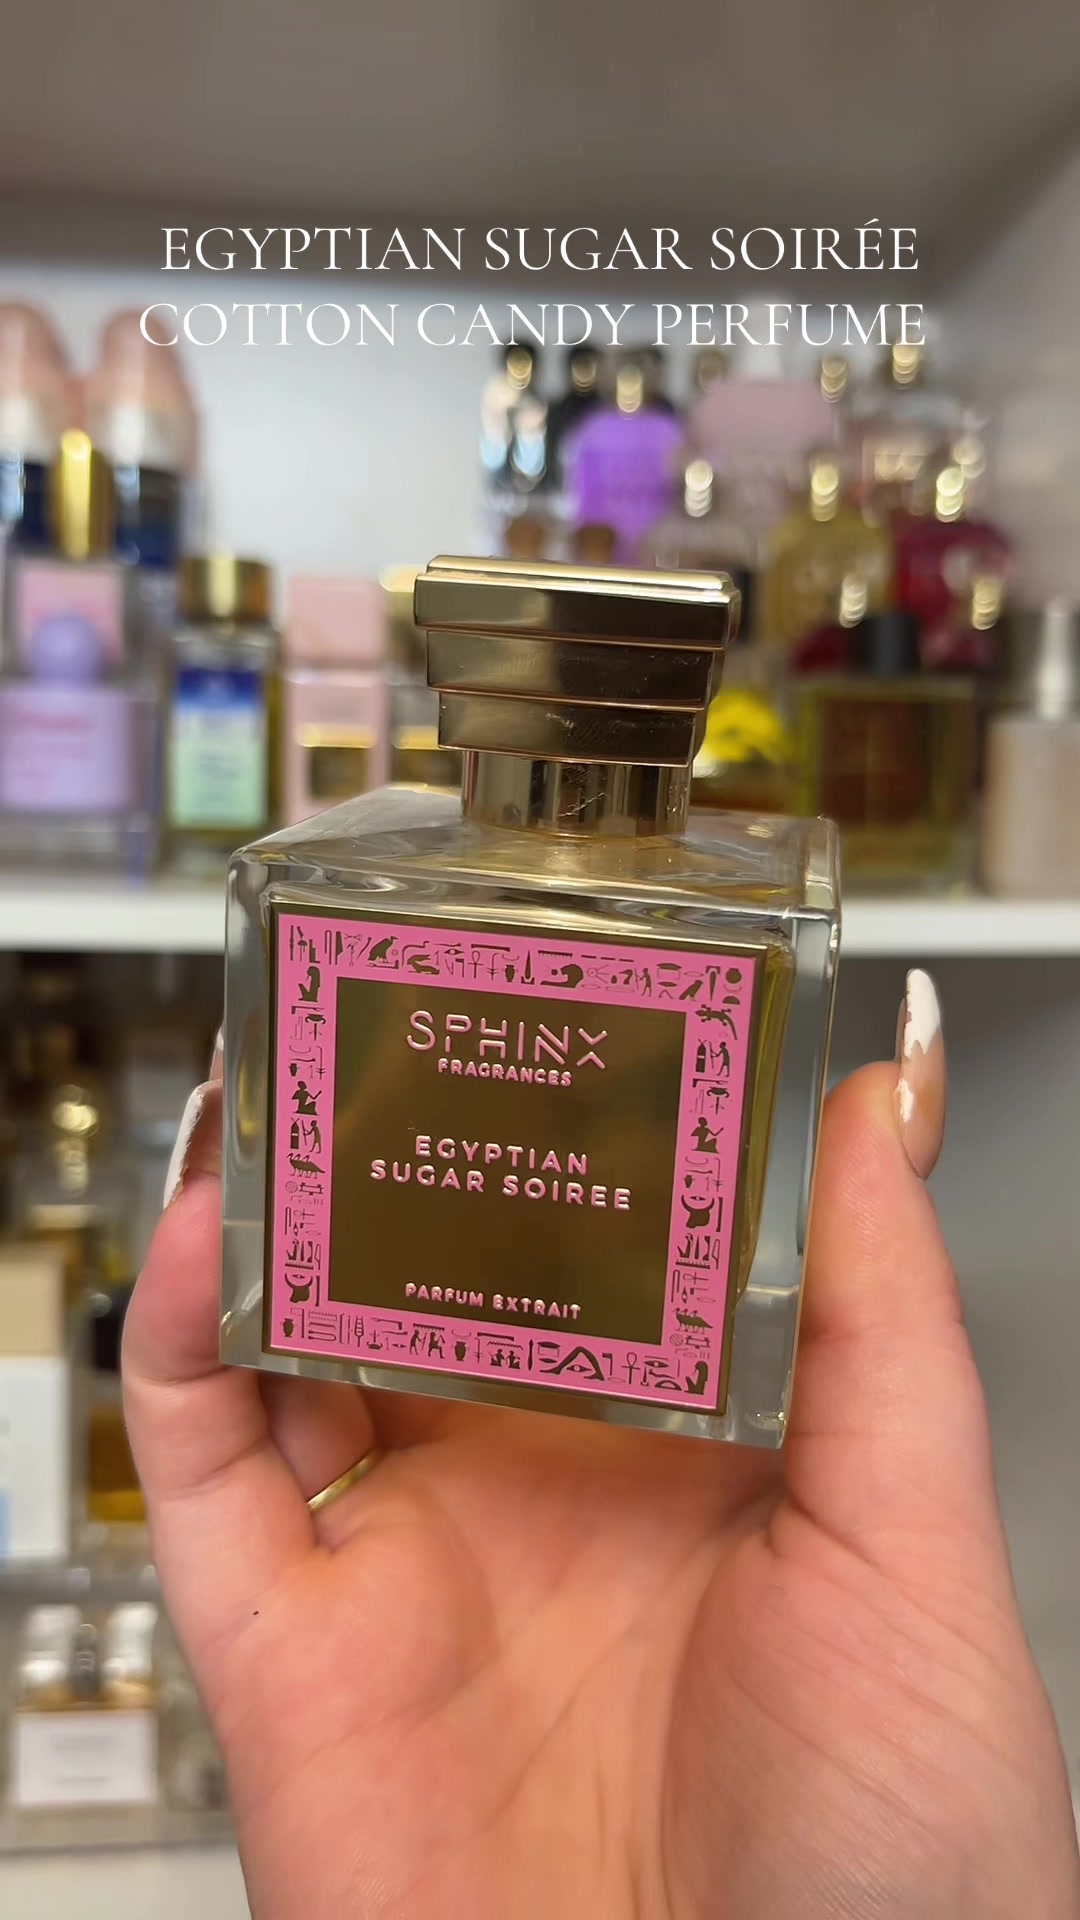 EGYPTIAN SUGAR SOIRÉE
COTTON CANDY PERFUME
SPHINX
FRAGRANCES
EGYPTIAN
SUGAR SOIREE
PARFUM EXTRAIT